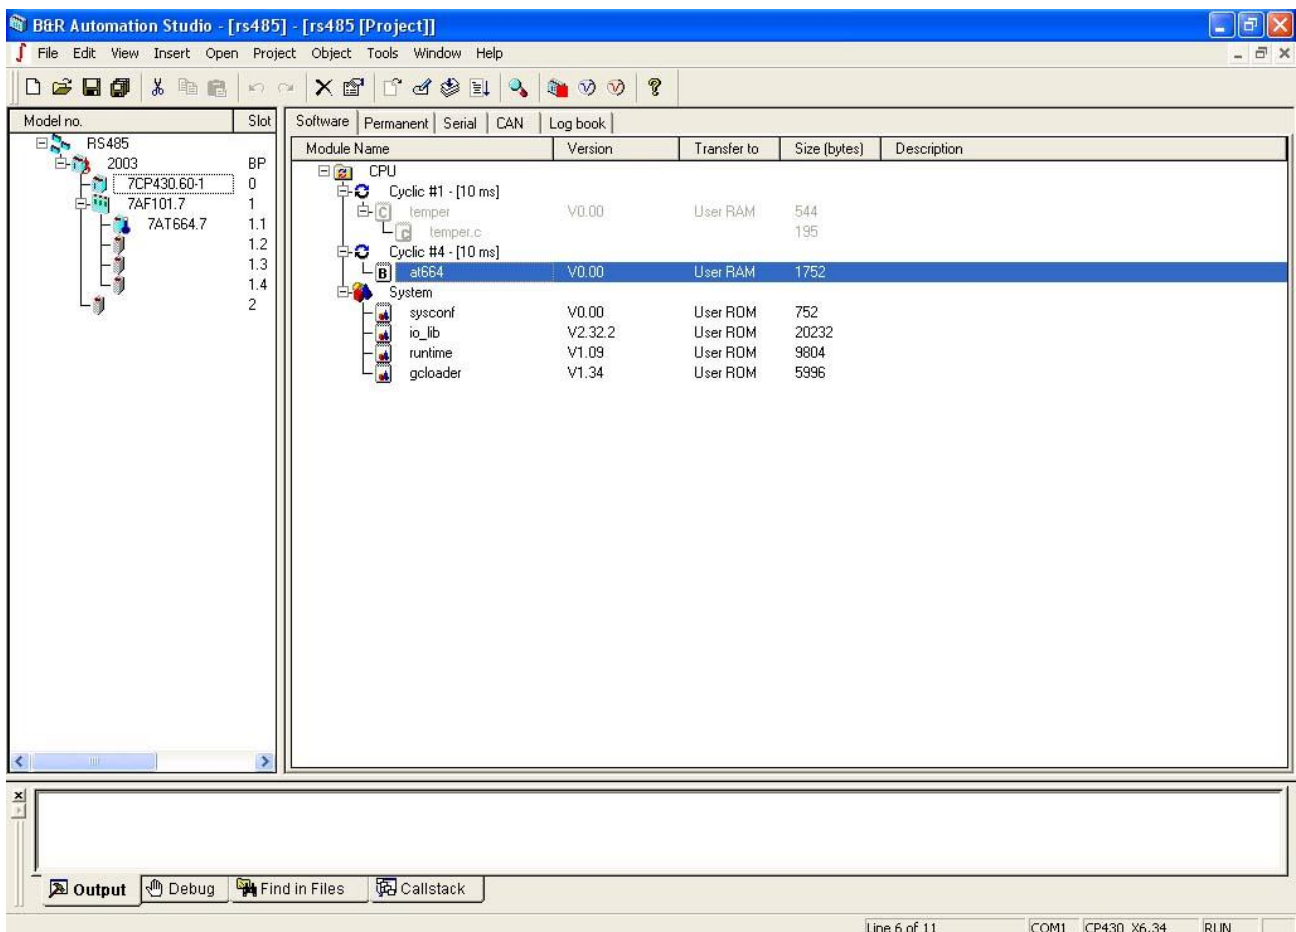 B&R Automation Studio - [rs485] - [rs485 [Project]]
File Edit View Insert Open Project Object Tools Window Help
Model no. Slot
RS485
2003 BP
7CP430.60-1 0
7AF101.7 1
7AT664.7 1.1
1.2
1.3
1.4
2
Software Permanent Serial CAN Log book
Module Name Version Transfer to Size (bytes) Description
CPU
Cyclic #1 - [10 ms]
C temper V0.00 User RAM 544
c temper.c 195
Cyclic #4 - [10 ms]
B at664 V0.00 User RAM 1752
System
sysconf V0.00 User ROM 752
io_lib V2.32.2 User ROM 20232
runtime V1.09 User ROM 9804
gcloader V1.34 User ROM 5996
Output Debug Find in Files Callstack
Line 6 of 11 COM1 CP430 X6.34 RUN